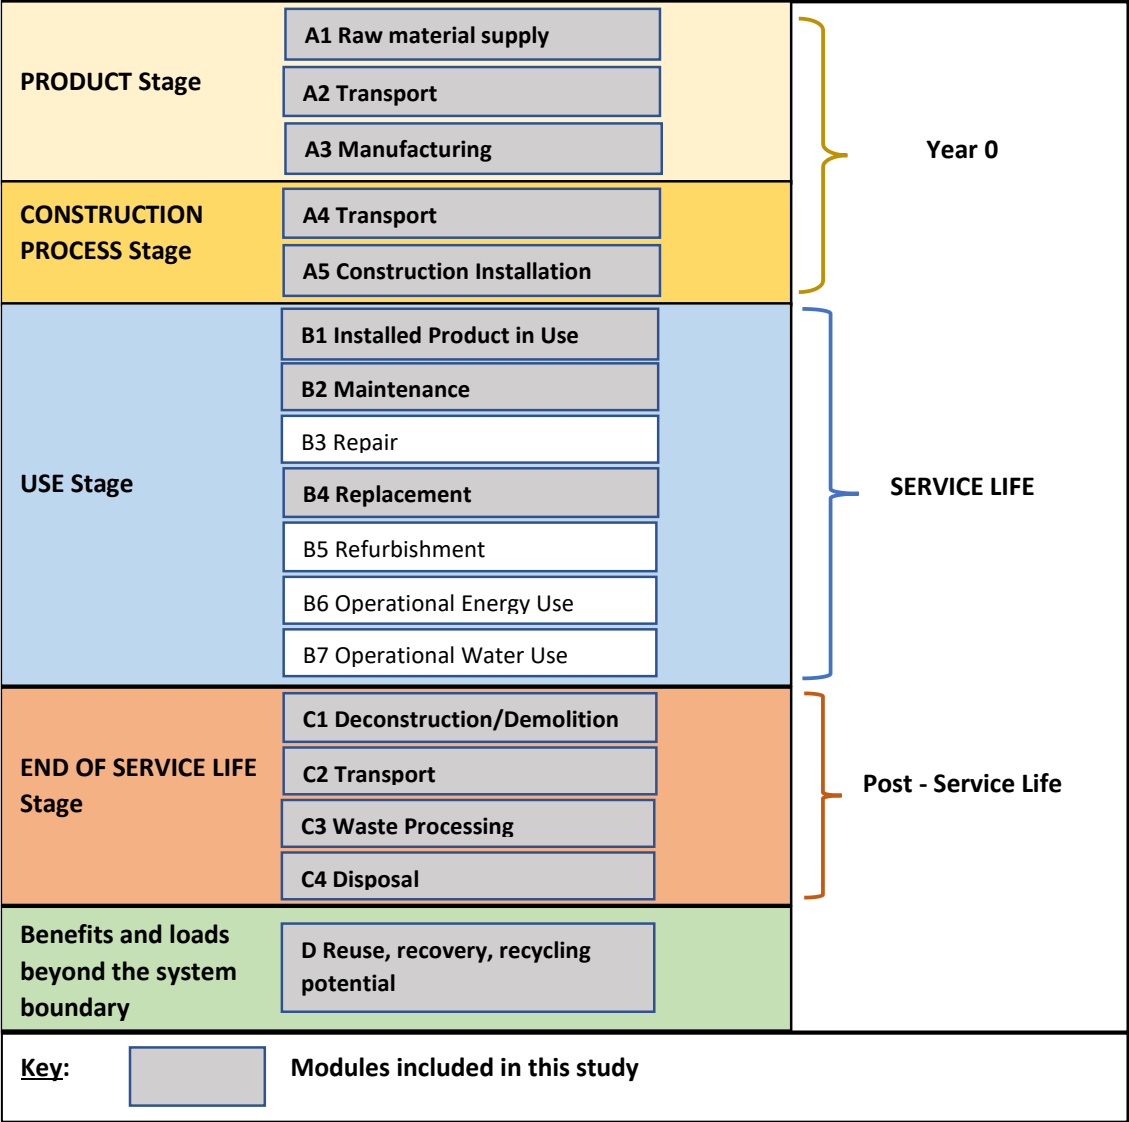 PRODUCT Stage
A1 Raw material supply
A2 Transport
A3 Manufacturing
Year 0
CONSTRUCTION
PROCESS Stage
A4 Transport
A5 Construction Installation
USE Stage
B1 Installed Product in Use
B2 Maintenance
B3 Repair
B4 Replacement
B5 Refurbishment
B6 Operational Energy Use
B7 Operational Water Use
SERVICE LIFE
END OF SERVICE LIFE
Stage
C1 Deconstruction/Demolition
C2 Transport
C3 Waste Processing
C4 Disposal
Post - Service Life
Benefits and loads
beyond the system
boundary
D Reuse, recovery, recycling
potential
Key:
Modules included in this study